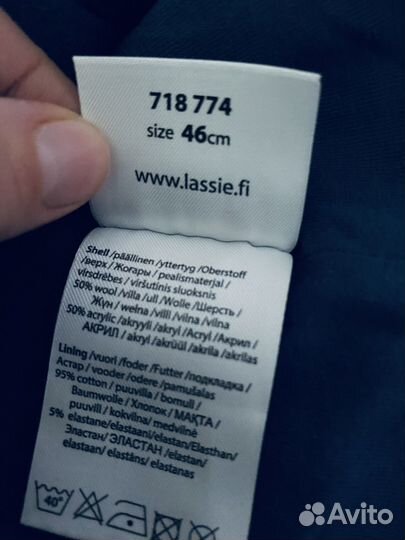 718 774
size 46cm
www.lassie.fi
Shell /päällinen /yttertyg /Oberstoff
/верх / Жоғары / pealismaterjal /
virsdrēbes / viršutinis sluoksnis
50% wool /villa /ull /Wolle /Шерсть /
Жүн / wełna /vill /vilna /vilna
50% acrylic /akryyli /akryl /Acryl / Акрил /
АКРИЛ / akryl /akrüül /akrila /akrilas
Lining /vuori /foder /Futter /подкладка /
Астар / vooder /odere /pamušalas
95% cotton / puuvilla / bomull /
Baumwolle / Хлопок / МАҚТА /
puuvill / kokvilna/ medvilnė
5% elastane/elastaani/elastan/Elasthan/
Эластан/ ЭЛАСТАН /elastan/
elastaan/ elastāns/ elastanas
40°
Avito